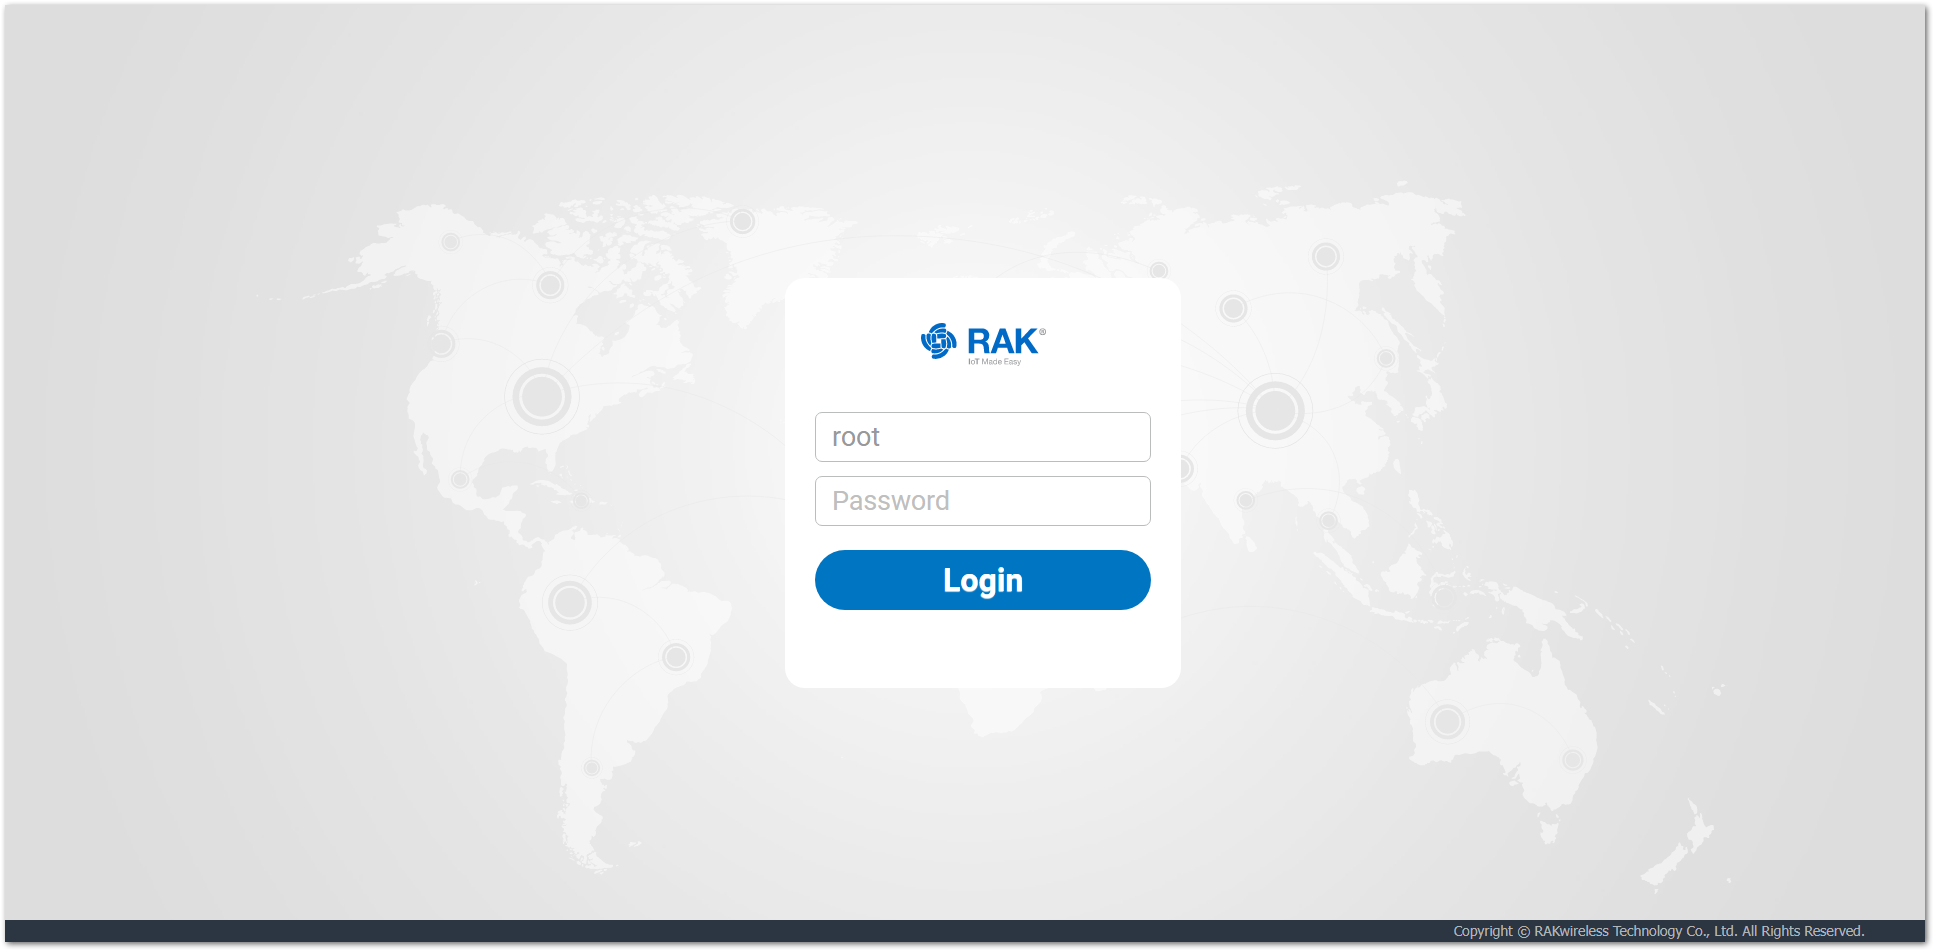 RAK®
IoT Made Easy
root
Password
Login
Copyright © RAKwireless Technology Co., Ltd. All Rights Reserved.